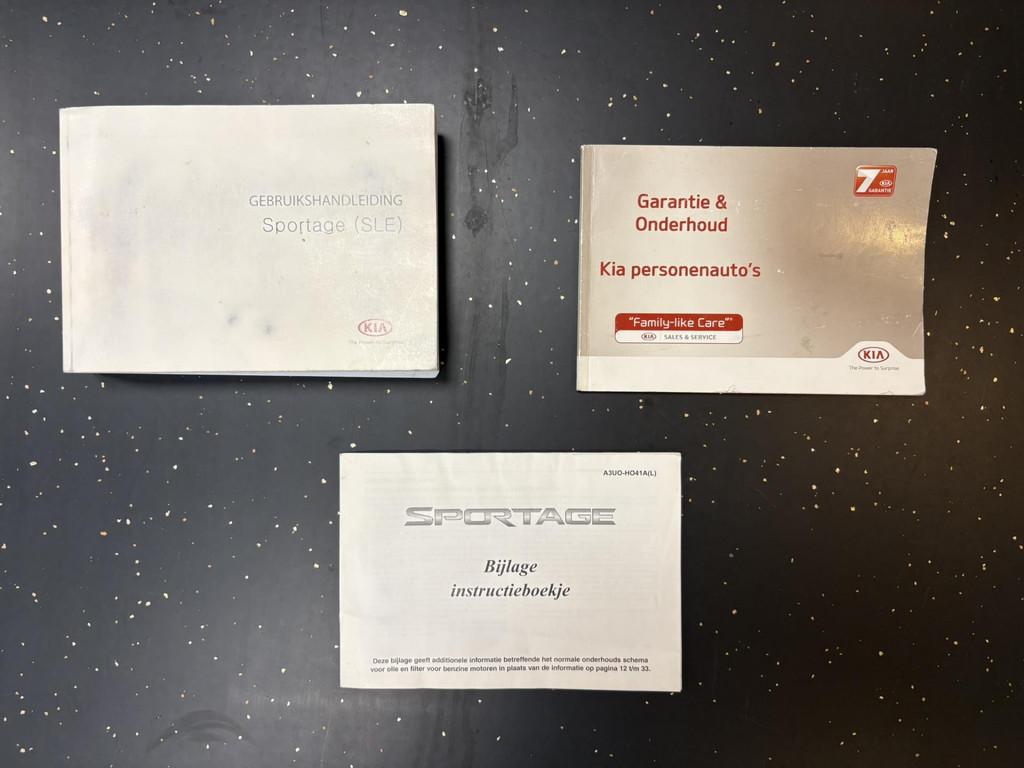 GEBRUIKSHANDLEIDING
Sportage (SLE)
KIA
The Power to Surprise
7 JAAR
KIA
GARANTIE
Garantie &
Onderhoud
Kia personenauto's
"Family-like Care"®
KIA SALES & SERVICE
KIA
The Power to Surprise
A3UO-HO41A(L)
SPORTAGE
Bijlage
instructieboekje
Deze bijlage geeft additionele informatie betreffende het normale onderhouds schema
voor olie en filter voor benzine motoren in plaats van de informatie op pagina 12 t/m 33.